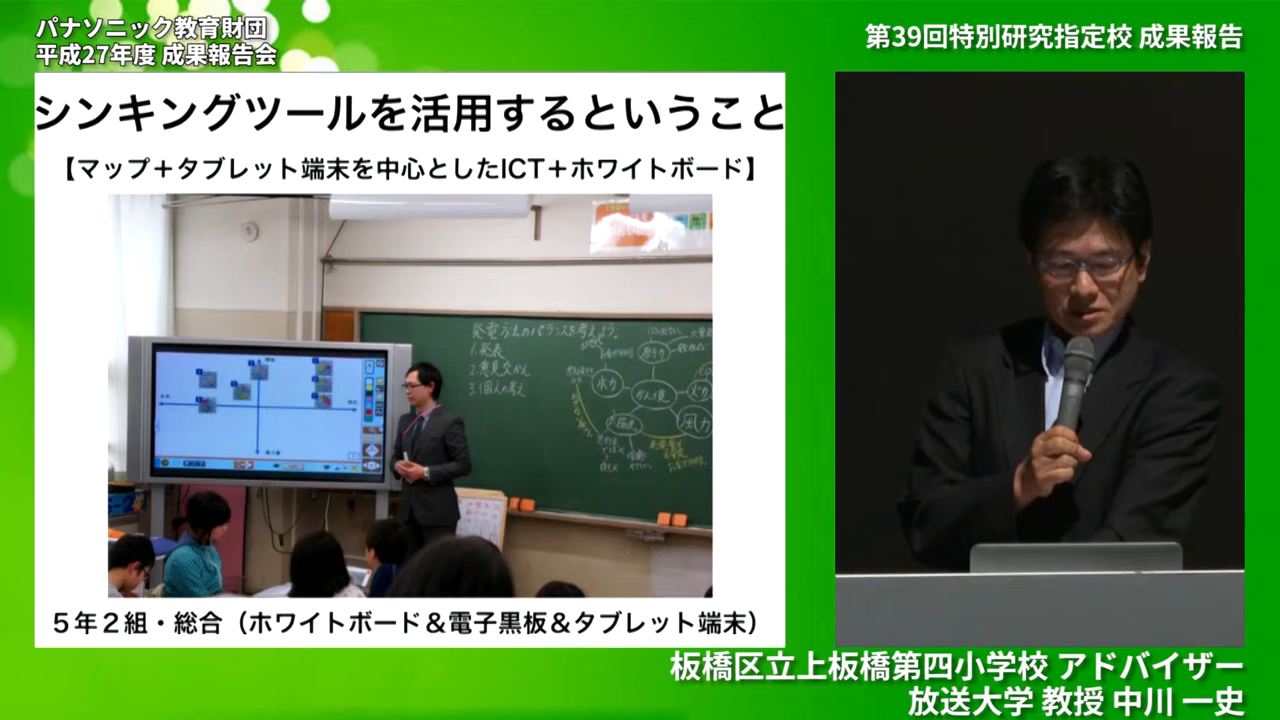 パナソニック教育財団
平成27年度 成果報告会
第39回特別研究指定校 成果報告
シンキングツールを活用するということ
【マップ＋タブレット端末を中心としたICT＋ホワイトボード】
発電方法のバランスを考えよう。
1.発表
2.意見交かん
3.個人の考え
原子力
水力
かん境
風力
５年２組・総合（ホワイトボード＆電子黒板＆タブレット端末）
板橋区立上板橋第四小学校 アドバイザー
放送大学 教授 中川 一史